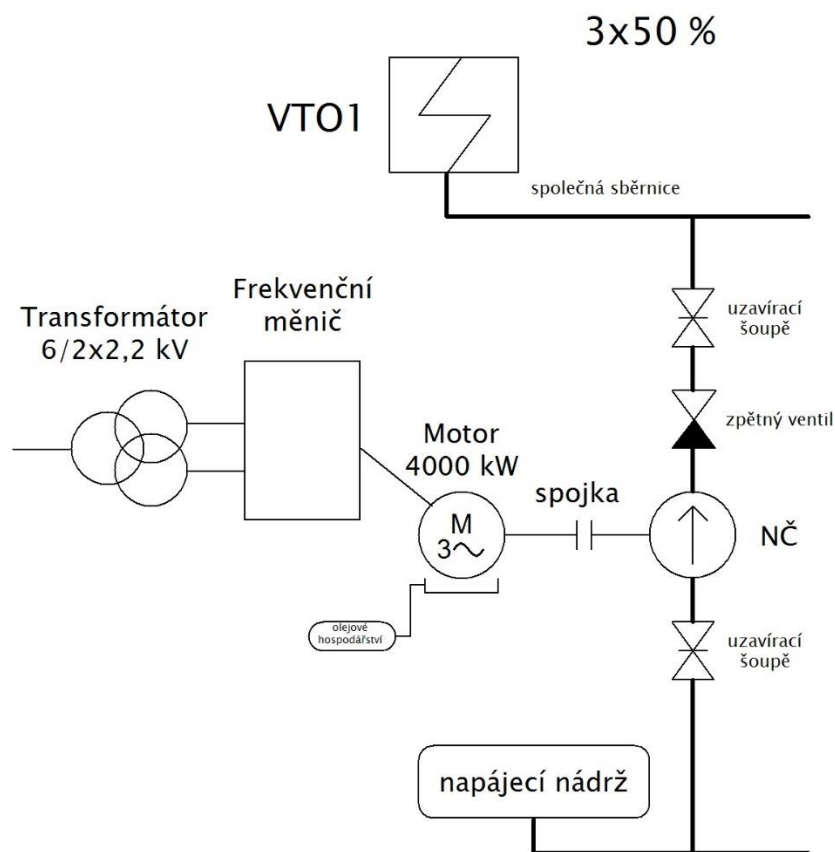 3x50 %
VTO1
společná sběrnice
Frekvenční
měnič
Transformátor
6/2x2,2 kV
uzavírací
šoupě
zpětný ventil
Motor
4000 kW
spojka
M
3
NČ
olejové
hospodářství
uzavírací
šoupě
napájecí nádrž